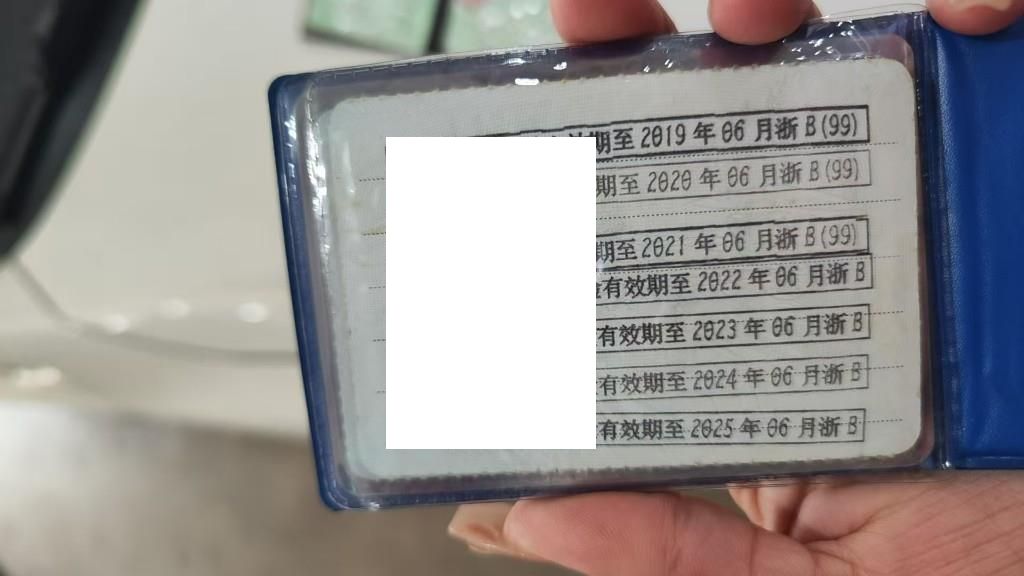 期至 2019 年 06 月浙 B(99)
期至 2020 年 06 月浙 B(99)
期至 2021 年 06 月浙 B(99)
有效期至 2022 年 06 月浙 B
有效期至 2023 年 06 月浙 B
有效期至 2024 年 06 月浙 B
有效期至 2025 年 06 月浙 B